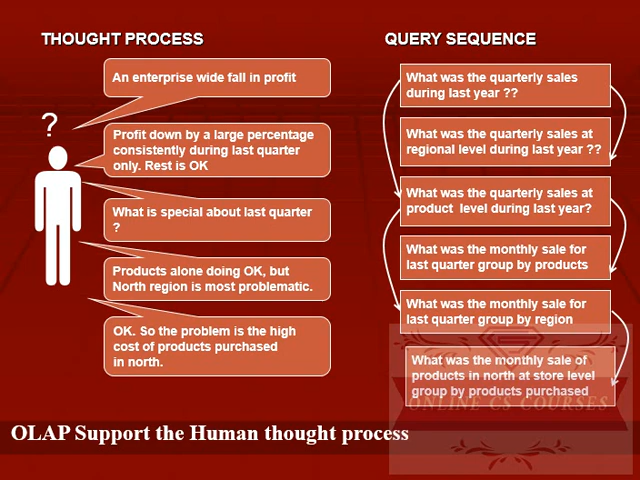 THOUGHT PROCESS
An enterprise wide fall in profit
?
Profit down by a large percentage
consistently during last quarter
only. Rest is OK
What is special about last quarter
?
Products alone doing OK, but
North region is most problematic.
OK. So the problem is the high
cost of products purchased
in north.
QUERY SEQUENCE
What was the quarterly sales
during last year ??
What was the quarterly sales at
regional level during last year ??
What was the quarterly sales at
product level during last year?
What was the monthly sale for
last quarter group by products
What was the monthly sale for
last quarter group by region
What was the monthly sale of
products in north at store level
group by products purchased
ONLINE CS COURSES
OLAP Support the Human thought process